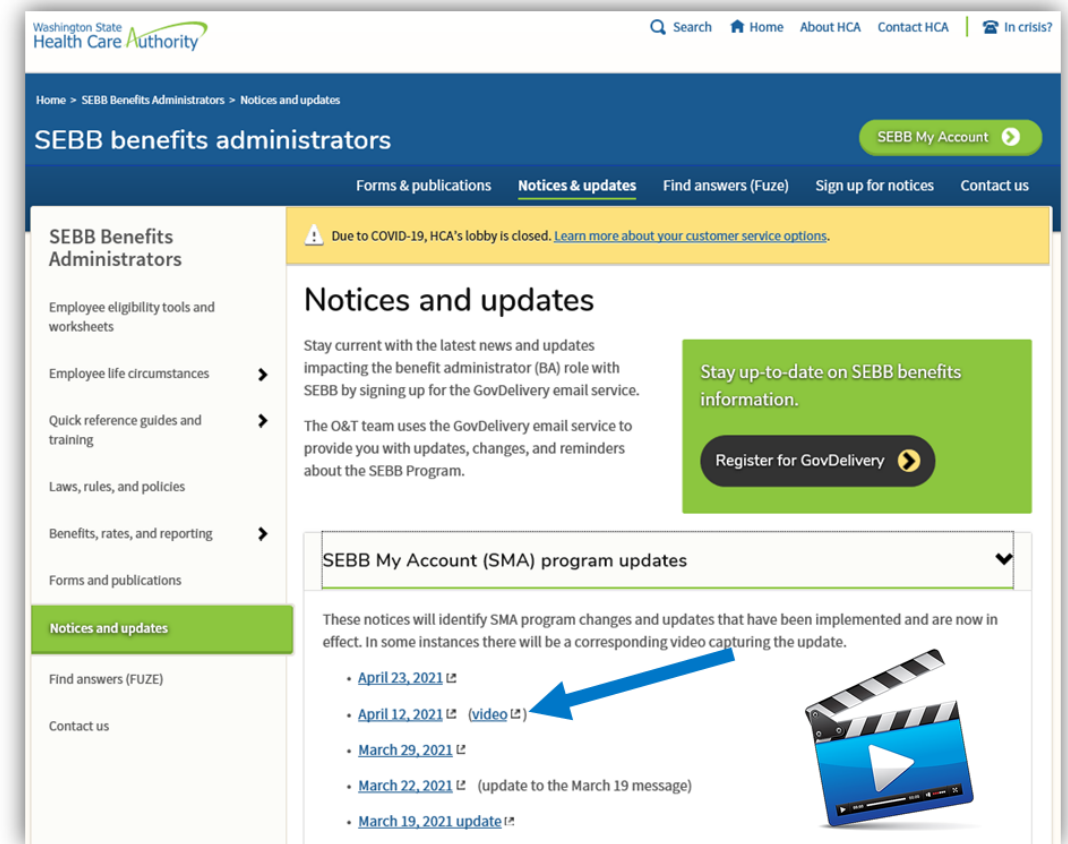 Washington State
Health Care Authority
Search Home About HCA Contact HCA In crisis?
Home > SEBB Benefits Administrators > Notices and updates
SEBB benefits administrators
SEBB My Account
Forms & publications Notices & updates Find answers (Fuze) Sign up for notices Contact us
SEBB Benefits
Administrators
Employee eligibility tools and
worksheets
Employee life circumstances
Quick reference guides and
training
Laws, rules, and policies
Benefits, rates, and reporting
Forms and publications
Notices and updates
Find answers (FUZE)
Contact us
Due to COVID-19, HCA's lobby is closed. Learn more about your customer service options.
Notices and updates
Stay current with the latest news and updates
impacting the benefit administrator (BA) role with
SEBB by signing up for the GovDelivery email service.
The O&T team uses the GovDelivery email service to
provide you with updates, changes, and reminders
about the SEBB Program.
Stay up-to-date on SEBB benefits
information.
Register for GovDelivery
SEBB My Account (SMA) program updates
These notices will identify SMA program changes and updates that have been implemented and are now in
effect. In some instances there will be a corresponding video capturing the update.
• April 23, 2021
• April 12, 2021 (video)
• March 29, 2021
• March 22, 2021 (update to the March 19 message)
• March 19, 2021 update